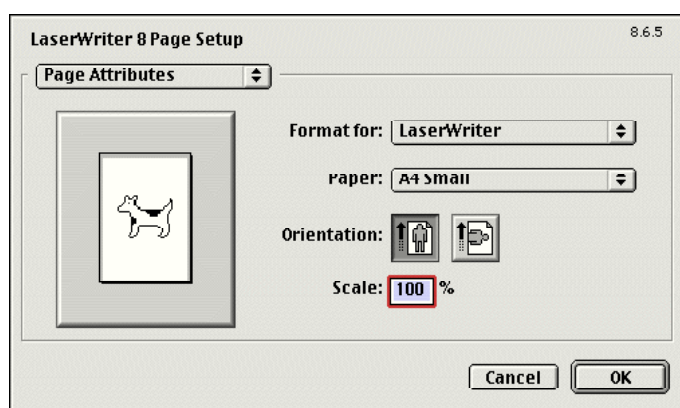 LaserWriter 8 Page Setup
8.6.5
Page Attributes
Format for: LaserWriter
Paper: A4 Small
Orientation:
Scale: 100 %
Cancel OK